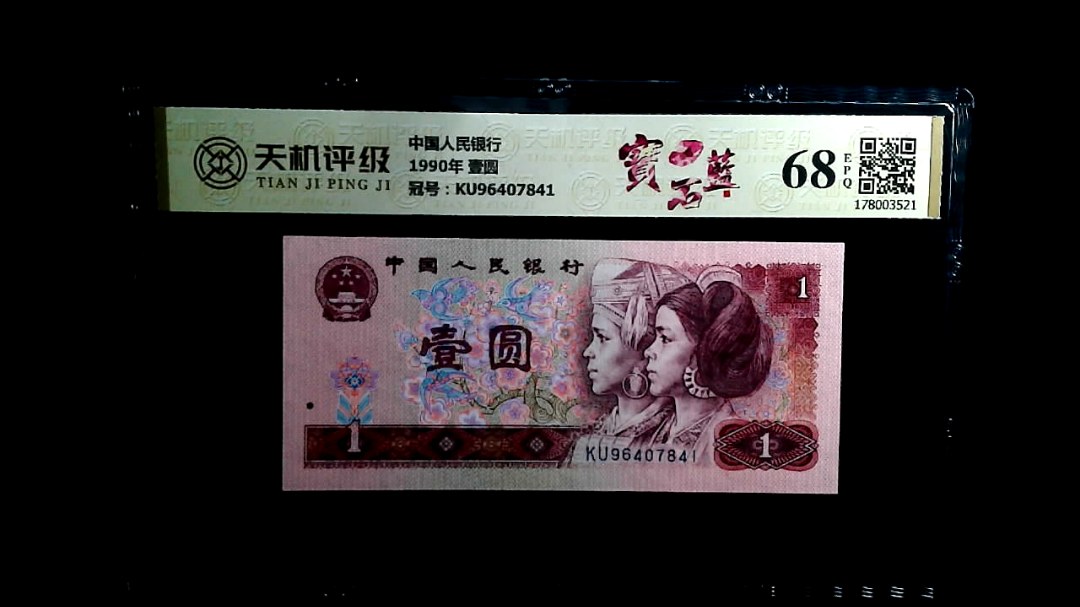 天机评级
TIAN JI PING JI
中国人民银行
1990年 壹圆
冠号：KU96407841
寶石蓝
68
EPQ
178003521
中国人民银行
1
壹圆
1
KU96407841
1